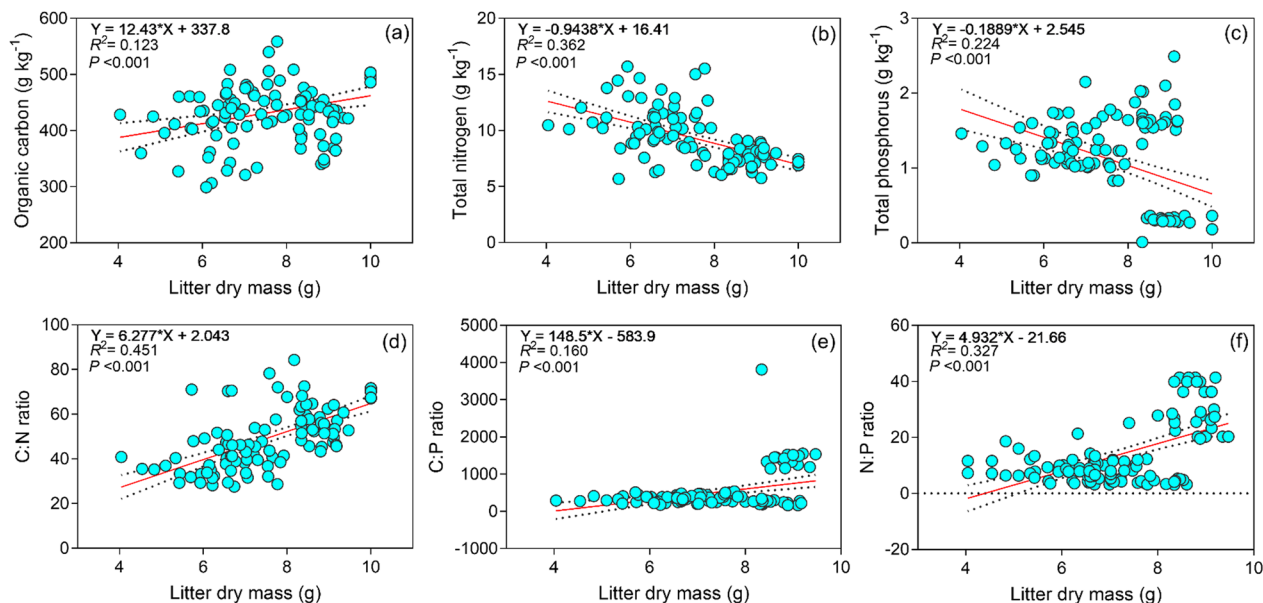 Y = 12.43*X + 337.8
R² = 0.123
P <0.001
(a)
Organic carbon (g kg⁻¹)
600
500
400
300
200
4 6 8 10
Litter dry mass (g)
Y = -0.9438*X + 16.41
R² = 0.362
P <0.001
(b)
Total nitrogen (g kg⁻¹)
20
15
10
5
0
4 6 8 10
Litter dry mass (g)
Y = -0.1889*X + 2.545
R² = 0.224
P <0.001
(c)
Total phosphorus (g kg⁻¹)
3
2
1
0
4 6 8 10
Litter dry mass (g)
Y = 6.277*X + 2.043
R² = 0.451
P <0.001
(d)
C:N ratio
100
80
60
40
20
0
4 6 8 10
Litter dry mass (g)
Y = 148.5*X - 583.9
R² = 0.160
P <0.001
(e)
C:P ratio
5000
4000
3000
2000
1000
0
-1000
4 6 8 10
Litter dry mass (g)
Y = 4.932*X - 21.66
R² = 0.327
P <0.001
(f)
N:P ratio
60
40
20
0
-20
4 6 8 10
Litter dry mass (g)